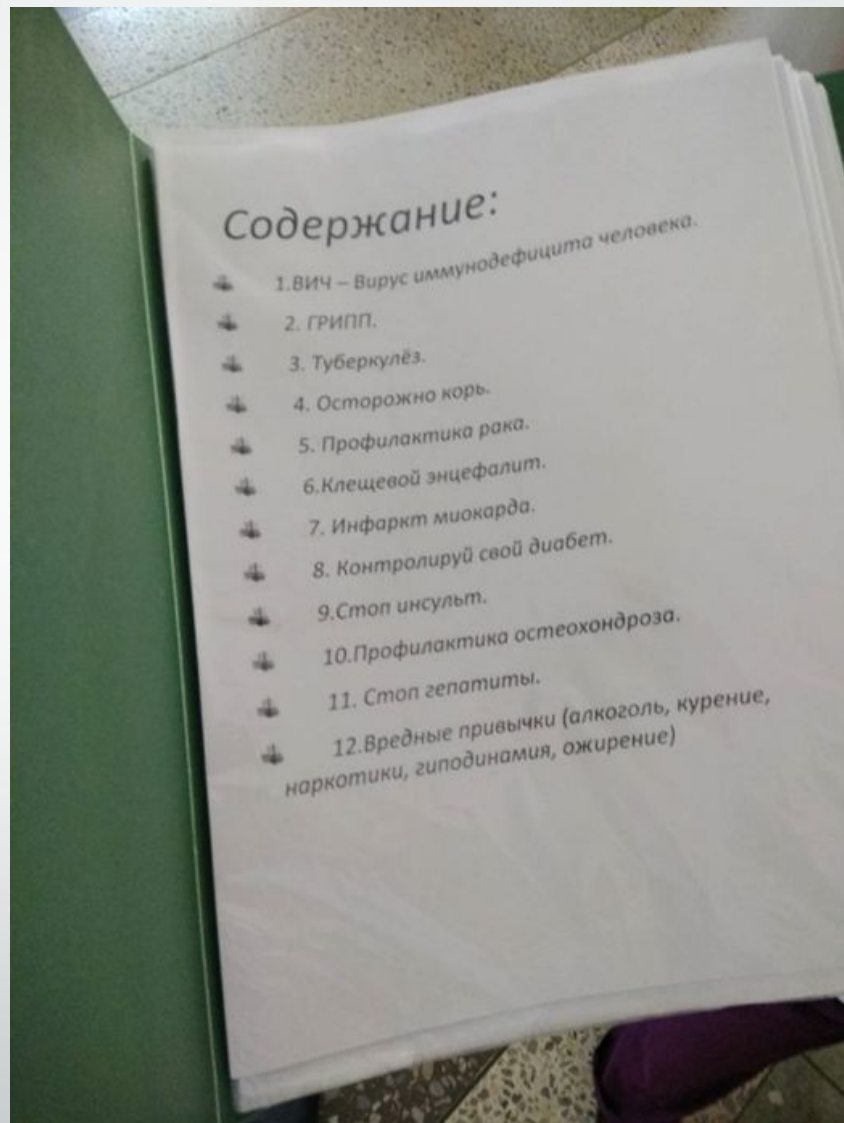 Содержание:
1.ВИЧ – Вирус иммунодефицита человека.
2. ГРИПП.
3. Туберкулёз.
4. Осторожно корь.
5. Профилактика рака.
6.Клещевой энцефалит.
7. Инфаркт миокарда.
8. Контролируй свой диабет.
9.Стоп инсульт.
10.Профилактика остеохондроза.
11. Стоп гепатиты.
12.Вредные привычки (алкоголь, курение,
наркотики, гиподинамия, ожирение)